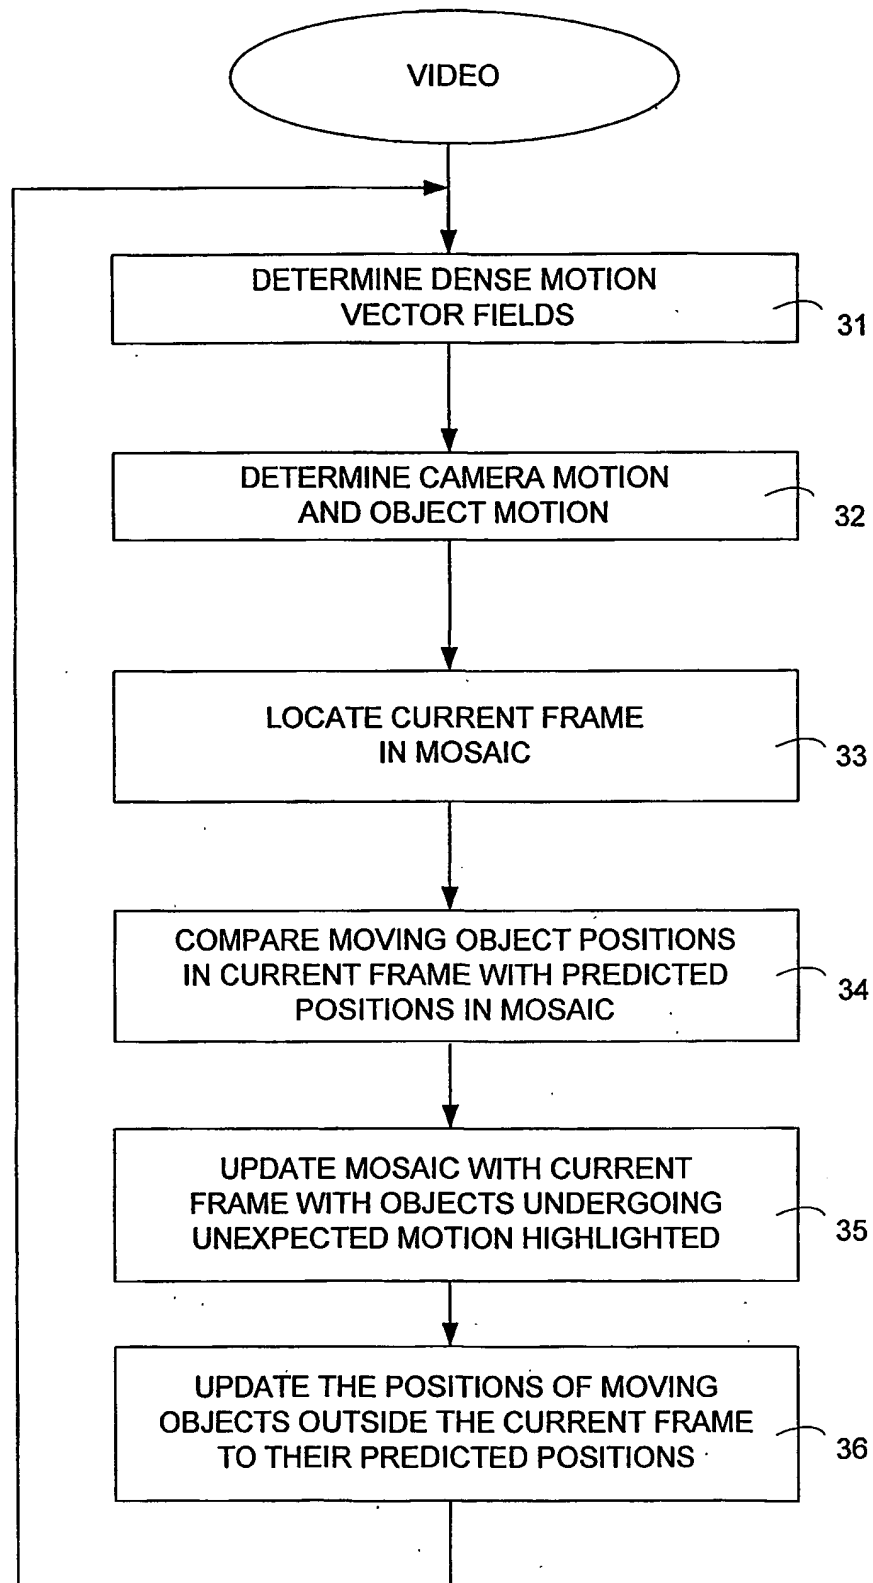 VIDEO
DETERMINE DENSE MOTION
VECTOR FIELDS
31
DETERMINE CAMERA MOTION
AND OBJECT MOTION
32
LOCATE CURRENT FRAME
IN MOSAIC
33
COMPARE MOVING OBJECT POSITIONS
IN CURRENT FRAME WITH PREDICTED
POSITIONS IN MOSAIC
34
UPDATE MOSAIC WITH CURRENT
FRAME WITH OBJECTS UNDERGOING
UNEXPECTED MOTION HIGHLIGHTED
35
UPDATE THE POSITIONS OF MOVING
OBJECTS OUTSIDE THE CURRENT FRAME
TO THEIR PREDICTED POSITIONS
36